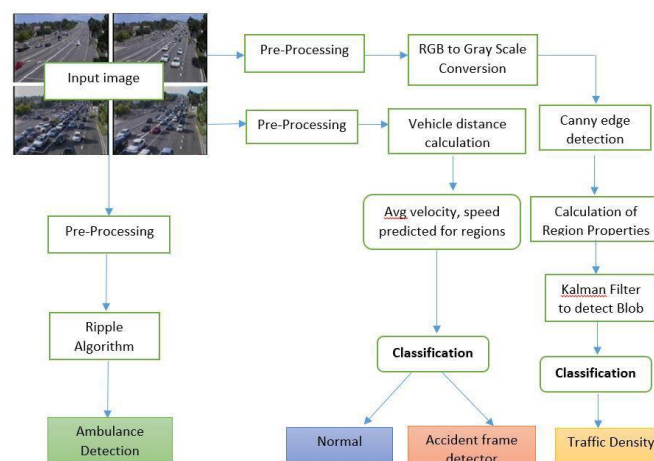 Input image
Pre-Processing
RGB to Gray Scale
Conversion
Pre-Processing
Vehicle distance
calculation
Canny edge
detection
Pre-Processing
Avg velocity, speed
predicted for regions
Calculation of
Region Properties
Kalman Filter
to detect Blob
Ripple
Algorithm
Classification
Classification
Ambulance
Detection
Normal
Accident frame
detector
Traffic Density